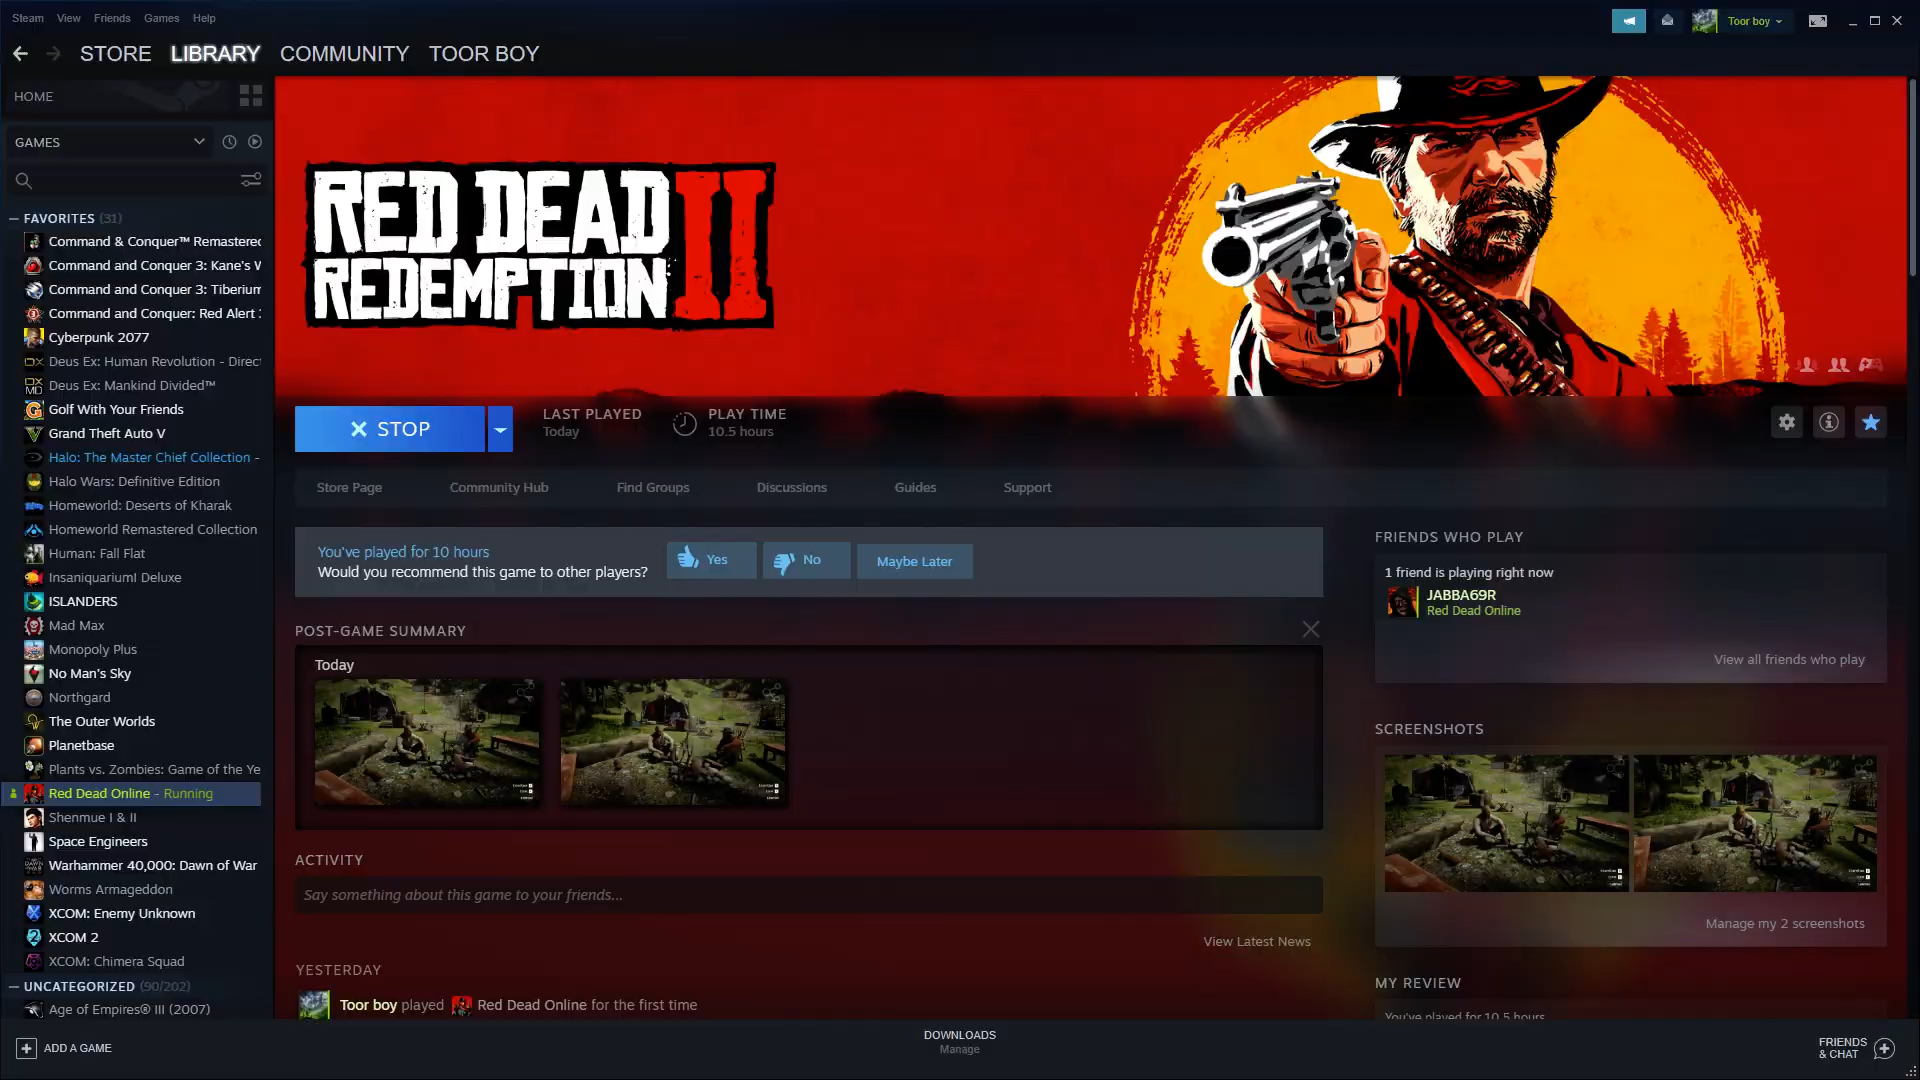 Steam View Friends Games Help
Toor boy
STORE LIBRARY COMMUNITY TOOR BOY
HOME
GAMES
FAVORITES (31)
Command & Conquer™ Remastered
Command and Conquer 3: Kane's W
Command and Conquer 3: Tiberium
Command and Conquer: Red Alert 3
Cyberpunk 2077
Deus Ex: Human Revolution - Direct
Deus Ex: Mankind Divided™
Golf With Your Friends
Grand Theft Auto V
Halo: The Master Chief Collection -
Halo Wars: Definitive Edition
Homeworld: Deserts of Kharak
Homeworld Remastered Collection
Human: Fall Flat
Insaniquarium! Deluxe
ISLANDERS
Mad Max
Monopoly Plus
No Man's Sky
Northgard
The Outer Worlds
Planetbase
Plants vs. Zombies: Game of the Ye
Red Dead Online - Running
Shenmue I & II
Space Engineers
Warhammer 40,000: Dawn of War
Worms Armageddon
XCOM: Enemy Unknown
XCOM 2
XCOM: Chimera Squad
UNCATEGORIZED (90/202)
Age of Empires® III (2007)
ADD A GAME
RED DEAD
REDEMPTION II
STOP
LAST PLAYED
Today
PLAY TIME
10.5 hours
Store Page Community Hub Find Groups Discussions Guides Support
You've played for 10 hours
Would you recommend this game to other players?
Yes No Maybe Later
POST-GAME SUMMARY
Today
ACTIVITY
Say something about this game to your friends...
View Latest News
YESTERDAY
Toor boy played Red Dead Online for the first time
FRIENDS WHO PLAY
1 friend is playing right now
JABBA69R
Red Dead Online
View all friends who play
SCREENSHOTS
Manage my 2 screenshots
MY REVIEW
You've played for 10.5 hours
DOWNLOADS
Manage
FRIENDS
& CHAT